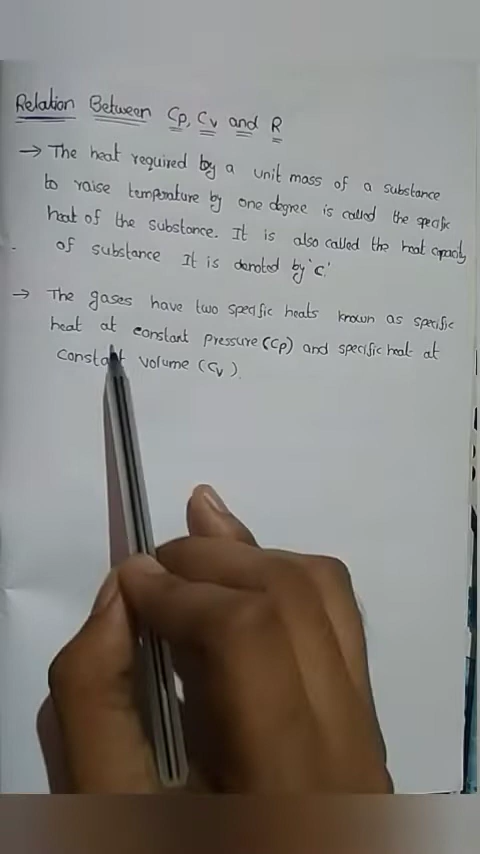 Relation Between Cp, Cv and R
→ The heat required by a unit mass of a substance
to raise temperature by one degree is called the specific
heat of the substance. It is also called the heat capacity
of substance It is denoted by 'c'.
→ The gases have two specific heats known as specific
heat at constant pressure (Cp) and specific heat at
constant volume (Cv).